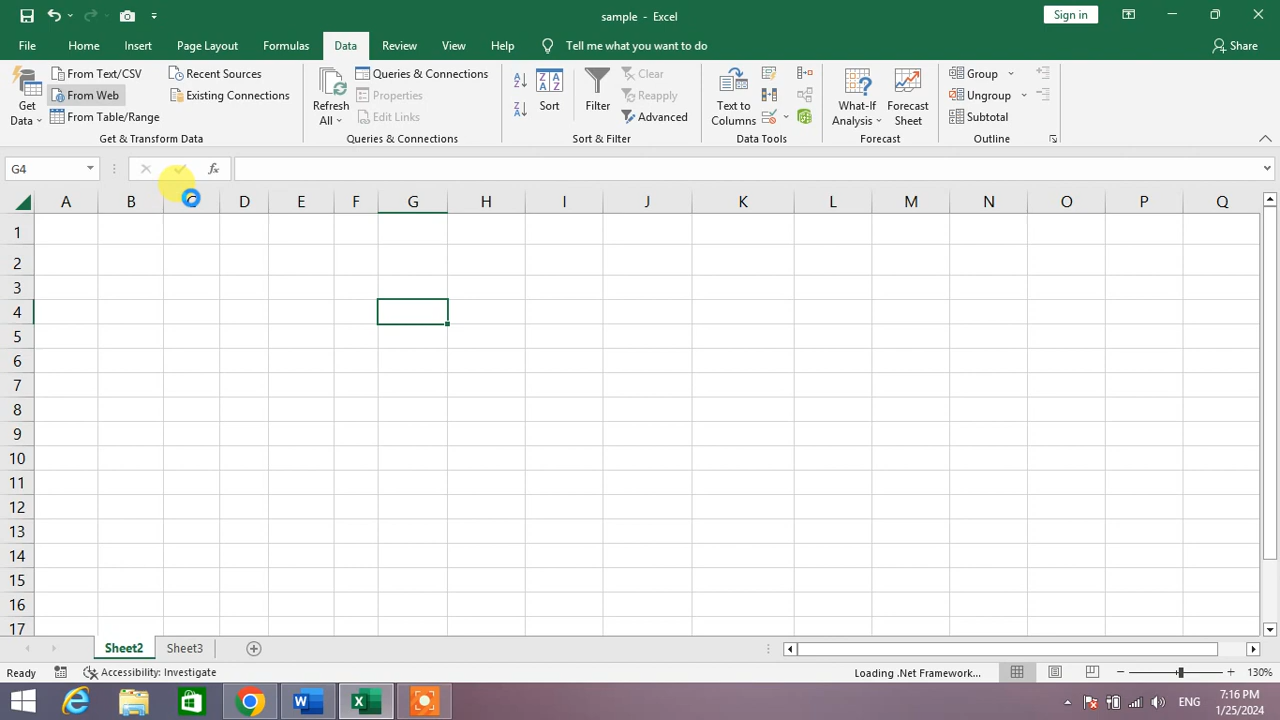 sample - Excel
Sign in
File Home Insert Page Layout Formulas Data Review View Help Tell me what you want to do Share
Get Data
From Text/CSV
From Web
From Table/Range
Recent Sources
Existing Connections
Get & Transform Data
Refresh All
Queries & Connections
Properties
Edit Links
Queries & Connections
Sort
Filter
Clear
Reapply
Advanced
Sort & Filter
Text to Columns
Data Tools
What-If Analysis
Forecast Sheet
Forecast
Group
Ungroup
Subtotal
Outline
G4 fx
A B C D E F G H I J K L M N O P Q
1
2
3
4
5
6
7
8
9
10
11
12
13
14
15
16
17
Sheet2 Sheet3
Ready Accessibility: Investigate Loading .Net Framework... 130%
ENG
7:16 PM
1/25/2024